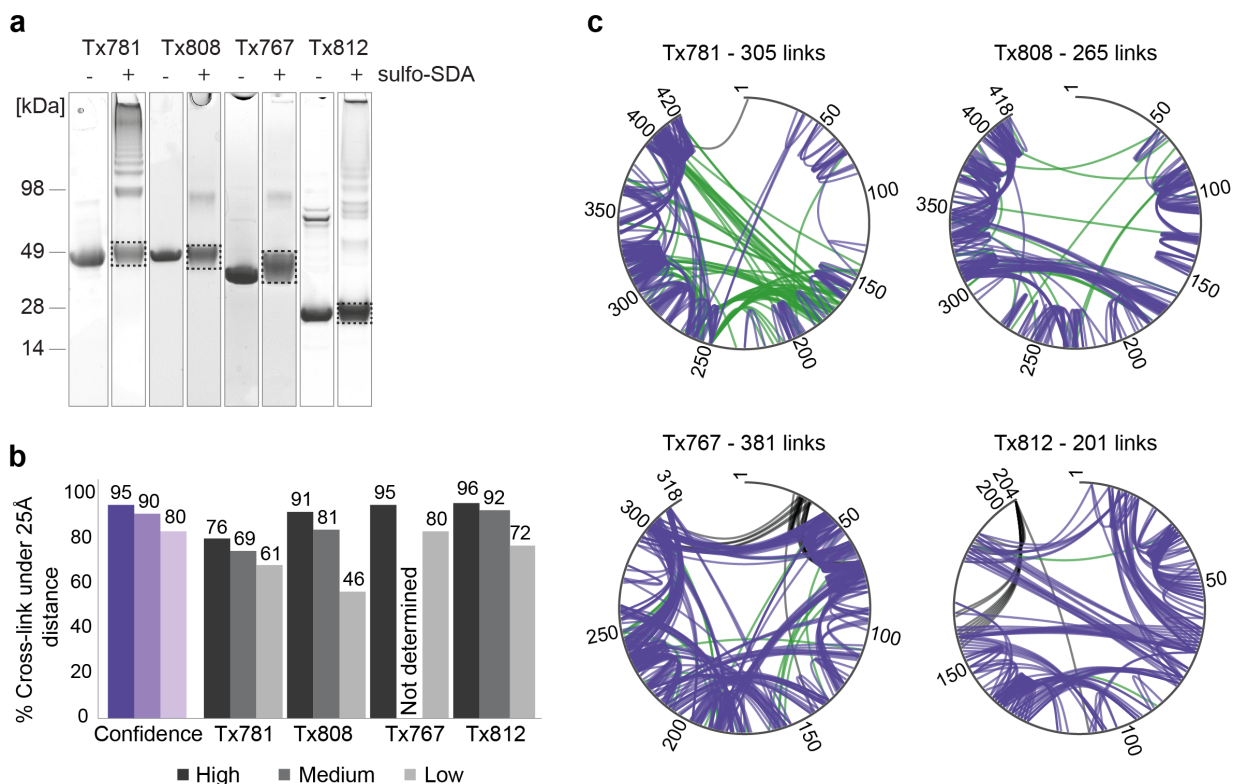 a
Tx781 Tx808 Tx767 Tx812
- + - + - + - + sulfo-SDA
[kDa]
98
49
28
14
b
% Cross-link under 25Å
distance
100
80
60
40
20
0
95 90 80
76 69 61
91 81 46
95 Not determined 80
96 92 72
Confidence Tx781 Tx808 Tx767 Tx812
High Medium Low
c
Tx781 - 305 links
1 50 100 150 200 250 300 350 400 420
Tx808 - 265 links
1 50 100 150 200 250 300 350 400 418
Tx767 - 381 links
1 50 100 150 200 250 300 318
Tx812 - 201 links
1 50 100 150 200 204